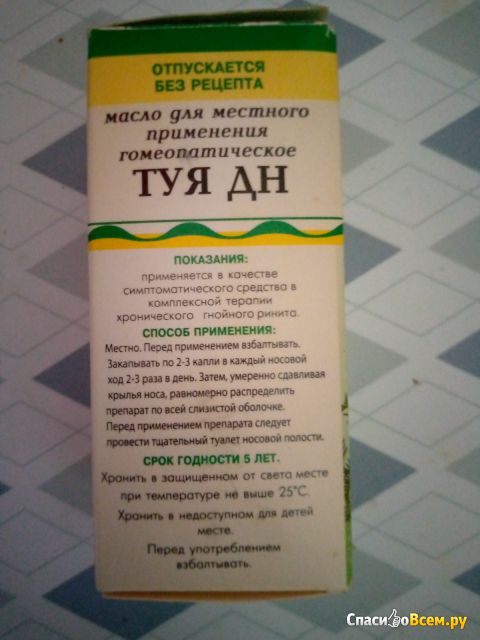 ОТПУСКАЕТСЯ
БЕЗ РЕЦЕПТА
масло для местного
применения
гомеопатическое
ТУЯ ДН
ПОКАЗАНИЯ:
применяется в качестве
симптоматического средства в
комплексной терапии
хронического гнойного ринита.
СПОСОБ ПРИМЕНЕНИЯ:
Местно. Перед применением взбалтывать.
Закапывать по 2-3 капли в каждый носовой
ход 2-3 раза в день. Затем, умеренно сдавливая
крылья носа, равномерно распределить
препарат по всей слизистой оболочке.
Перед применением препарата следует
провести тщательный туалет носовой полости.
СРОК ГОДНОСТИ 5 ЛЕТ.
Хранить в защищенном от света месте
при температуре не выше 25°С.
Хранить в недоступном для детей
месте.
Перед употреблением
взбалтывать.
СпасибоВсем.ру